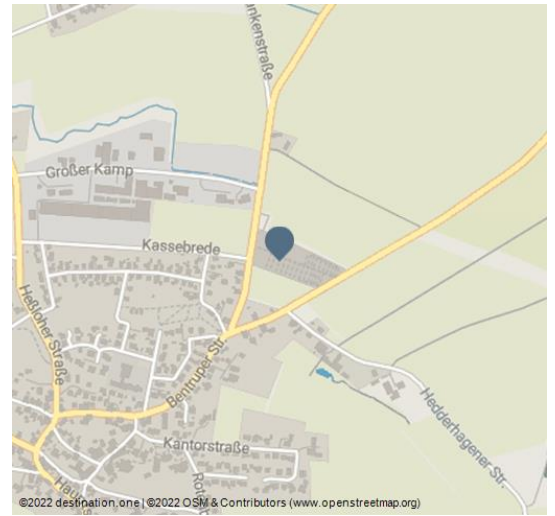 nkenstraße
Großer Kamp
Kassebrede
Heßloher Straße
Bentruper Str.
Hedderhagener Str
Kantorstraße
©2022 destination.one | ©2022 OSM & Contributors (www.openstreetmap.org)